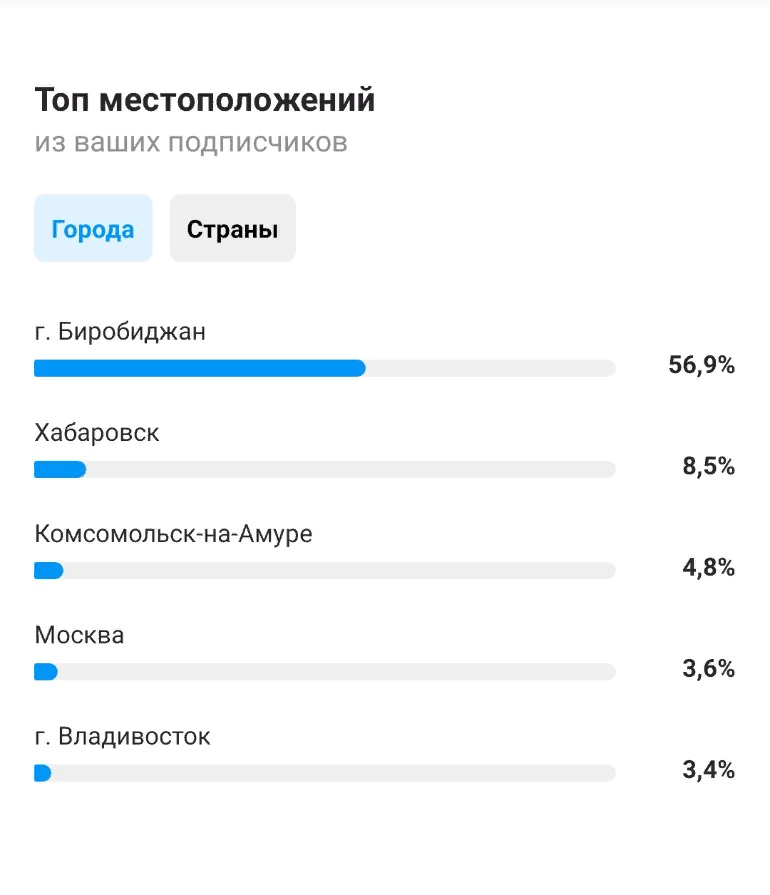 Топ местоположений
из ваших подписчиков
Города Страны
г. Биробиджан
56,9%
Хабаровск
8,5%
Комсомольск-на-Амуре
4,8%
Москва
3,6%
г. Владивосток
3,4%